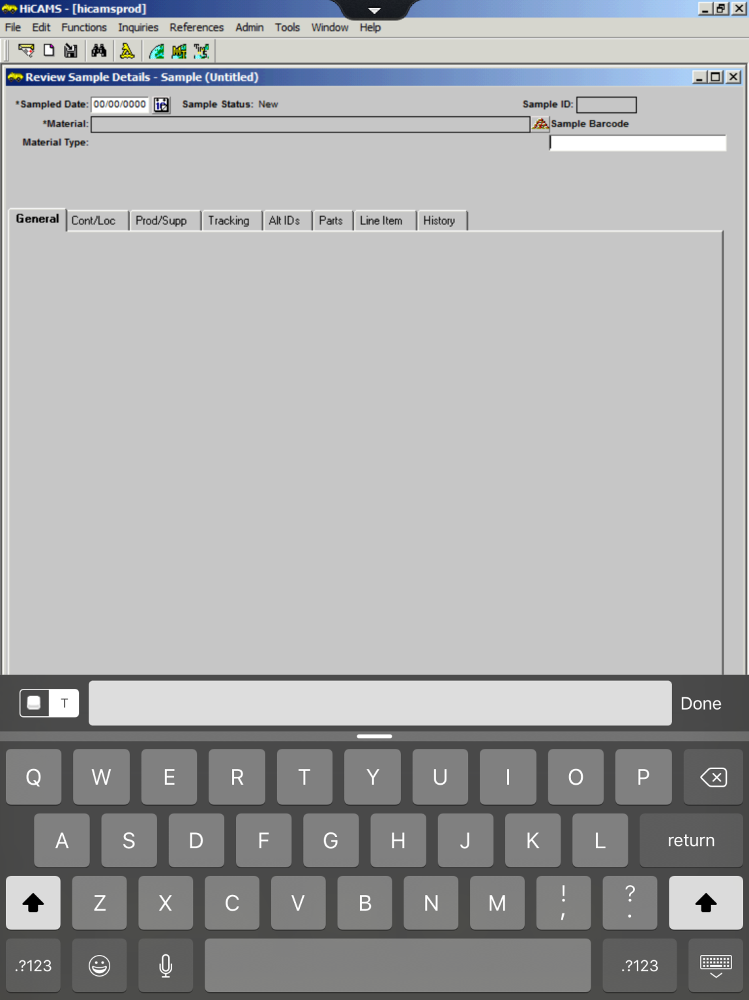 HiCAMS - [hicamsprod]
File Edit Functions Inquiries References Admin Tools Window Help
Review Sample Details - Sample (Untitled)
*Sampled Date: 00/00/0000 Sample Status: New Sample ID:
*Material: Sample Barcode
Material Type:
General Cont/Loc Prod/Supp Tracking Alt IDs Parts Line Item History
T Done
Q W E R T Y U I O P
A S D F G H J K L return
Z X C V B N M ! , ? .
.?123 .?123